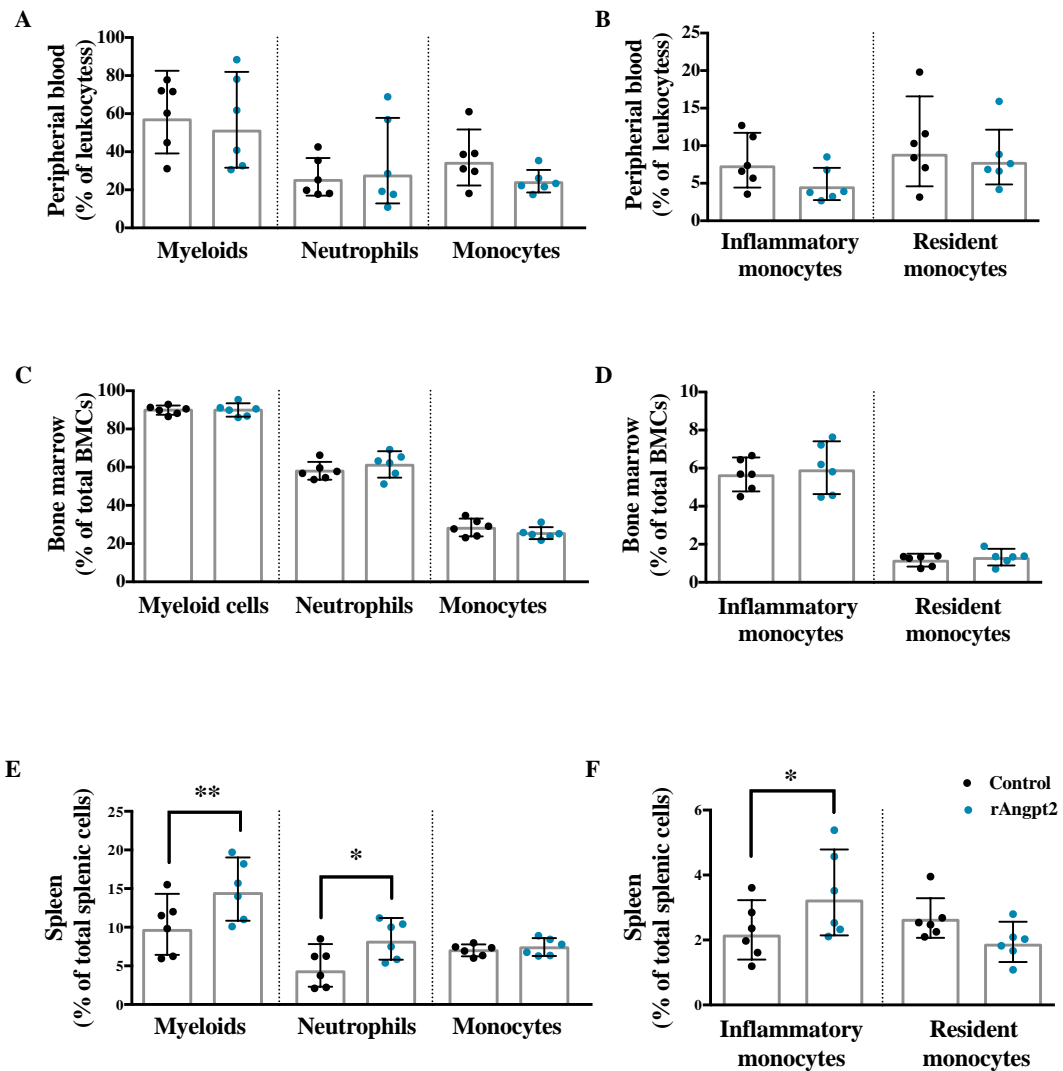 A
Peripherial blood
(% of leukocytess)
100
80
60
40
20
0
Myeloids
Neutrophils
Monocytes
B
Peripherial blood
(% of leukocytess)
25
20
15
10
5
0
Inflammatory
monocytes
Resident
monocytes
C
Bone marrow
(% of total BMCs)
100
80
60
40
20
0
Myeloid cells
Neutrophils
Monocytes
D
Bone marrow
(% of total BMCs)
10
8
6
4
2
0
Inflammatory
monocytes
Resident
monocytes
E
Spleen
(% of total splenic cells)
25
20
15
10
5
0
**
*
Myeloids
Neutrophils
Monocytes
F
Spleen
(% of total splenic cells)
6
4
2
0
*
Control
rAngpt2
Inflammatory
monocytes
Resident
monocytes